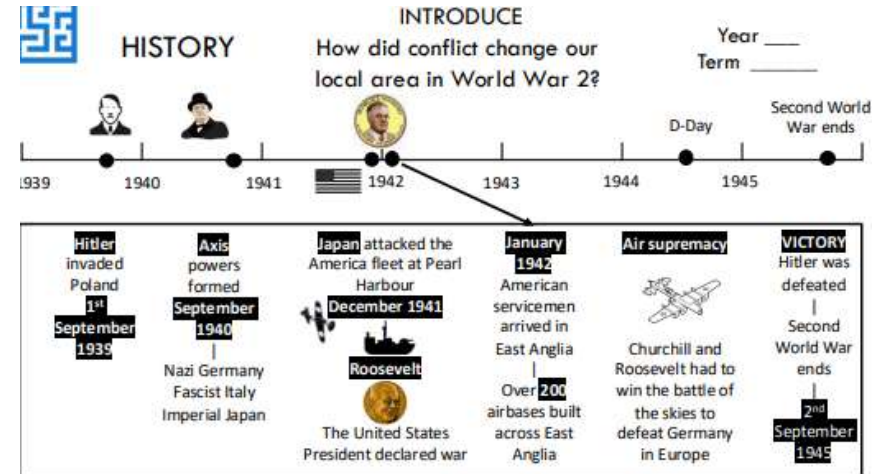 HISTORY
INTRODUCE
How did conflict change our
local area in World War 2?
Year ___
Term ______
D-Day
Second World
War ends
1939
1940
1941
1942
1943
1944
1945
Hitler
invaded
Poland
1st
September
1939
Axis
powers
formed
September
1940
Nazi Germany
Fascist Italy
Imperial Japan
Japan attacked the
America fleet at Pearl
Harbour
December 1941
Roosevelt
The United States
President declared war
January
1942
American
servicemen
arrived in
East Anglia
Over 200
airbases built
across East
Anglia
Air supremacy
Churchill and
Roosevelt had to
win the battle of
the skies to
defeat Germany
in Europe
VICTORY
Hitler was
defeated
Second
World War
ends
2nd
September
1945